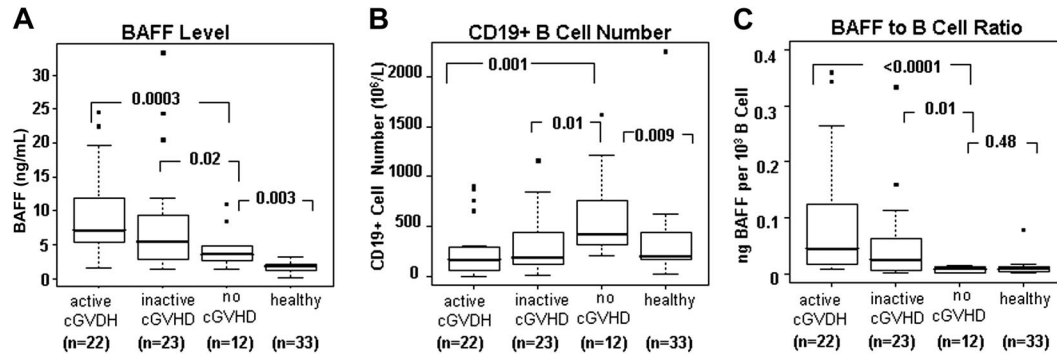 A
BAFF Level
BAFF (ng/mL)
35
30
25
20
15
10
5
0
0.0003
0.02
0.003
active cGVDH (n=22)
inactive cGVHD (n=23)
no cGVHD (n=12)
healthy (n=33)
B
CD19+ B Cell Number
CD19+ Cell Number (10⁶/L)
2000
1500
1000
500
0
0.001
0.01
0.009
active cGVDH (n=22)
inactive cGVHD (n=23)
no cGVHD (n=12)
healthy (n=33)
C
BAFF to B Cell Ratio
ng BAFF per 10³ B Cell
0.4
0.3
0.2
0.1
0
<0.0001
0.01
0.48
active cGVDH (n=22)
inactive cGVHD (n=23)
no cGVHD (n=12)
healthy (n=33)